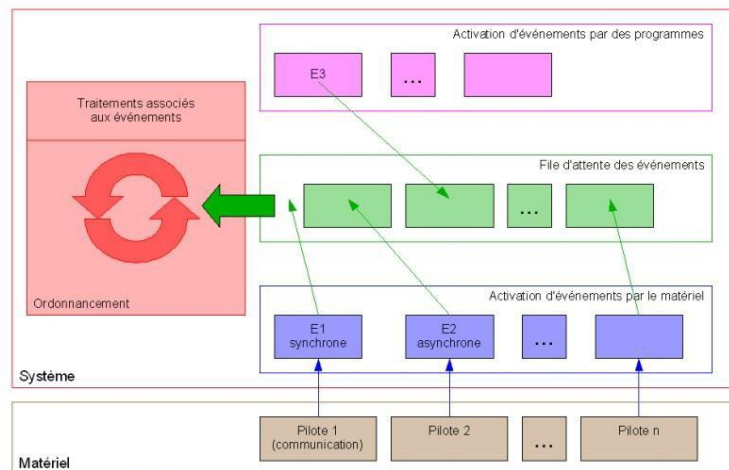 Activation d'événements par des programmes
E3
...
Traitements associés
aux événements
File d'attente des événements
...
Ordonnancement
Activation d'événements par le matériel
E1
synchrone
E2
asynchrone
...
Système
Pilote 1
(communication)
Pilote 2
...
Pilote n
Matériel